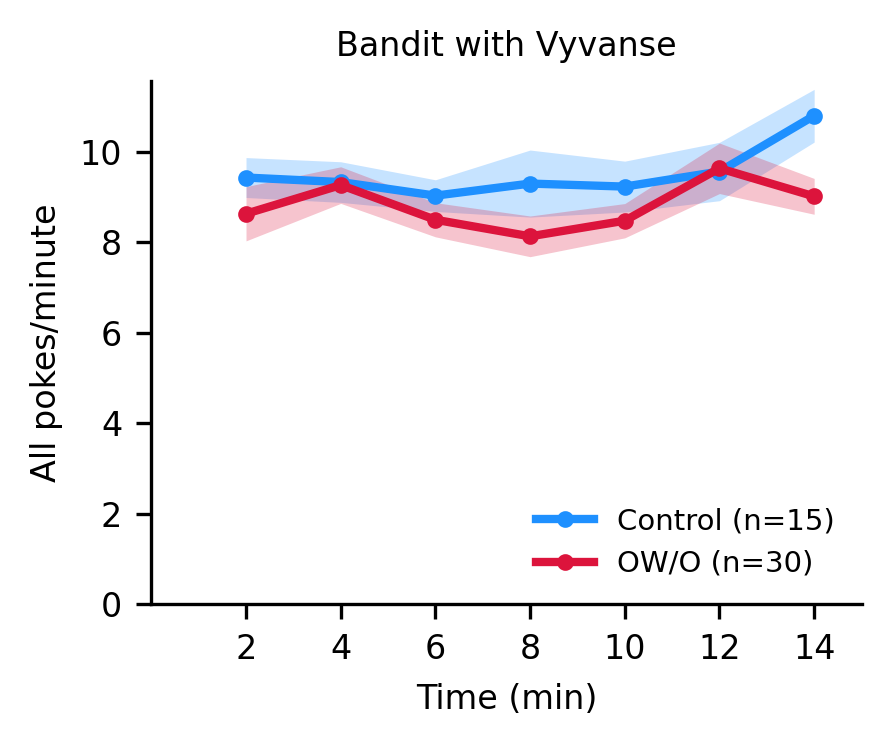 Bandit with Vyvanse
All pokes/minute
10
8
6
4
2
0
Control (n=15)
OW/O (n=30)
2 4 6 8 10 12 14
Time (min)